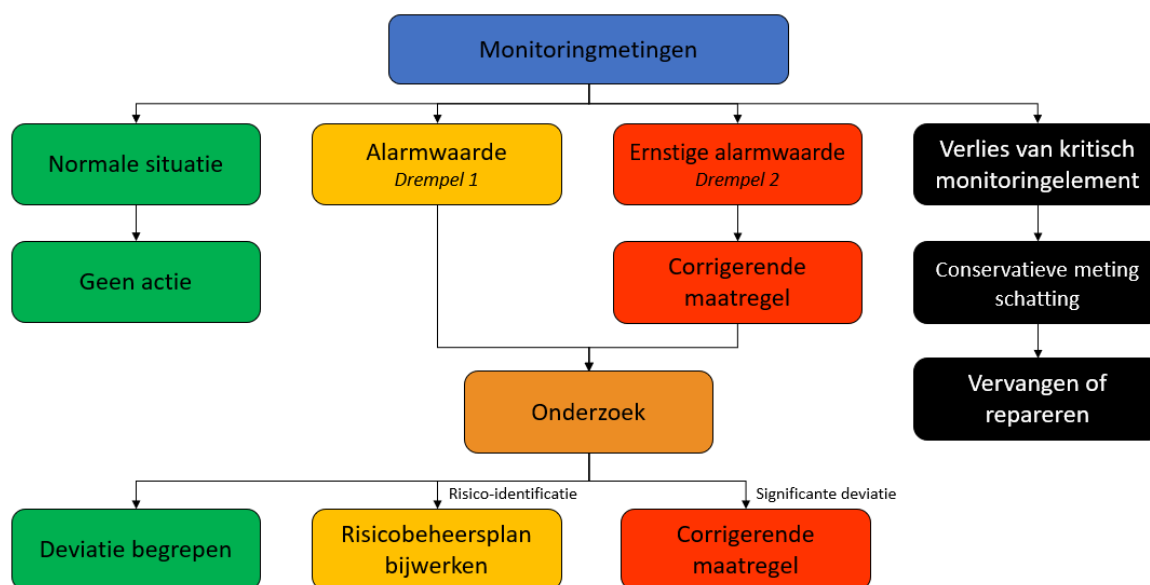 Monitoringmetingen
Normale situatie
Alarmwaarde
Drempel 1
Ernstige alarmwaarde
Drempel 2
Verlies van kritisch
monitoringelement
Geen actie
Corrigerende
maatregel
Conservatieve meting
schatting
Onderzoek
Vervangen of
repareren
Risico-identificatie
Significante deviatie
Deviatie begrepen
Risicobeheersplan
bijwerken
Corrigerende
maatregel